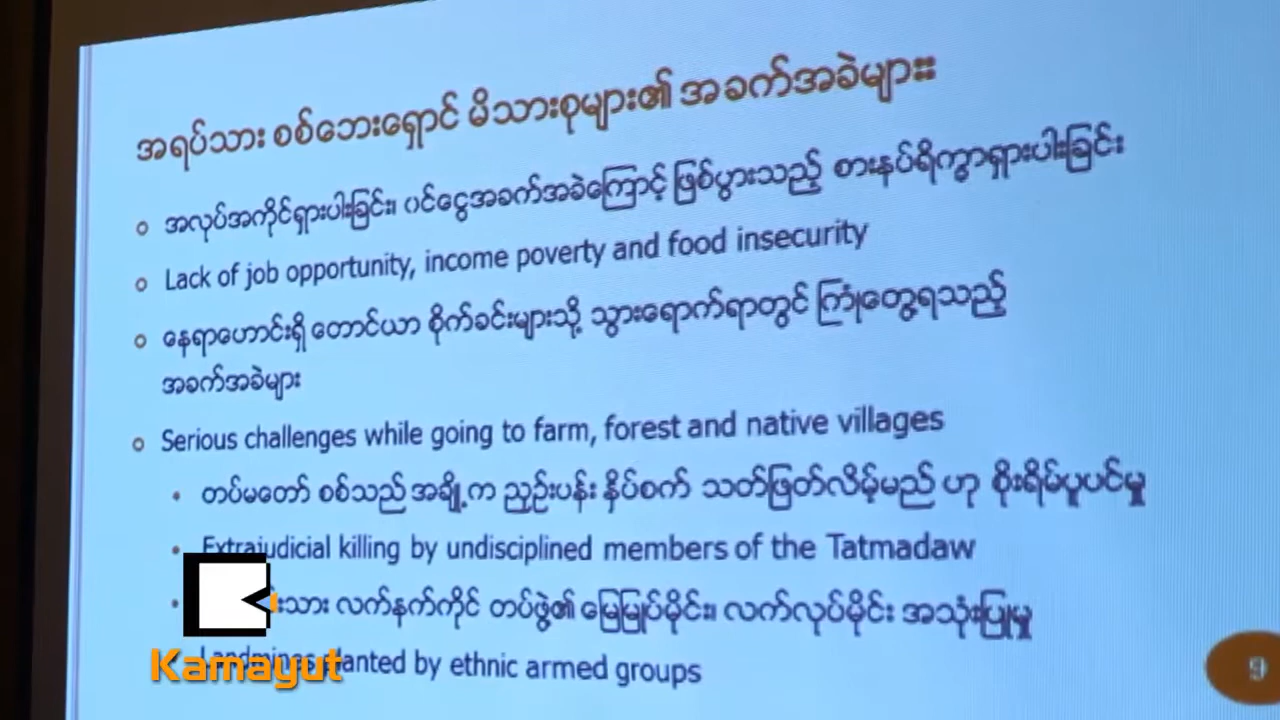 အရပ်သား စစ်ဘေးရှောင် မိသားစုများ၏ အခက်အခဲများး
အလုပ်အကိုင်ရှားပါးခြင်း၊ ဝင်ငွေအခက်အခဲကြောင့် ဖြစ်ပွားသည့် စားနပ်ရိက္ခာရှားပါးခြင်း
Lack of job opportunity, income poverty and food insecurity
နေရာဟောင်းရှိ တောင်ယာ စိုက်ခင်းများသို့ သွားရောက်ရာတွင် ကြုံတွေ့ရသည့်
အခက်အခဲများ
Serious challenges while going to farm, forest and native villages
တပ်မတော် စစ်သည်အချို့က ညှဉ်းပန်း နှိပ်စက် သတ်ဖြတ်လိမ့်မည် ဟု စိုးရိမ်ပူပင်မှု
Extrajudicial killing by undisciplined members of the Tatmadaw
လက်နက်ကိုင် တပ်ဖွဲ့၏ မြေမြှုပ်မိုင်း၊ လက်လုပ်မိုင်း အသုံးပြုမှု
Landmines planted by ethnic armed groups
Kamayut
9